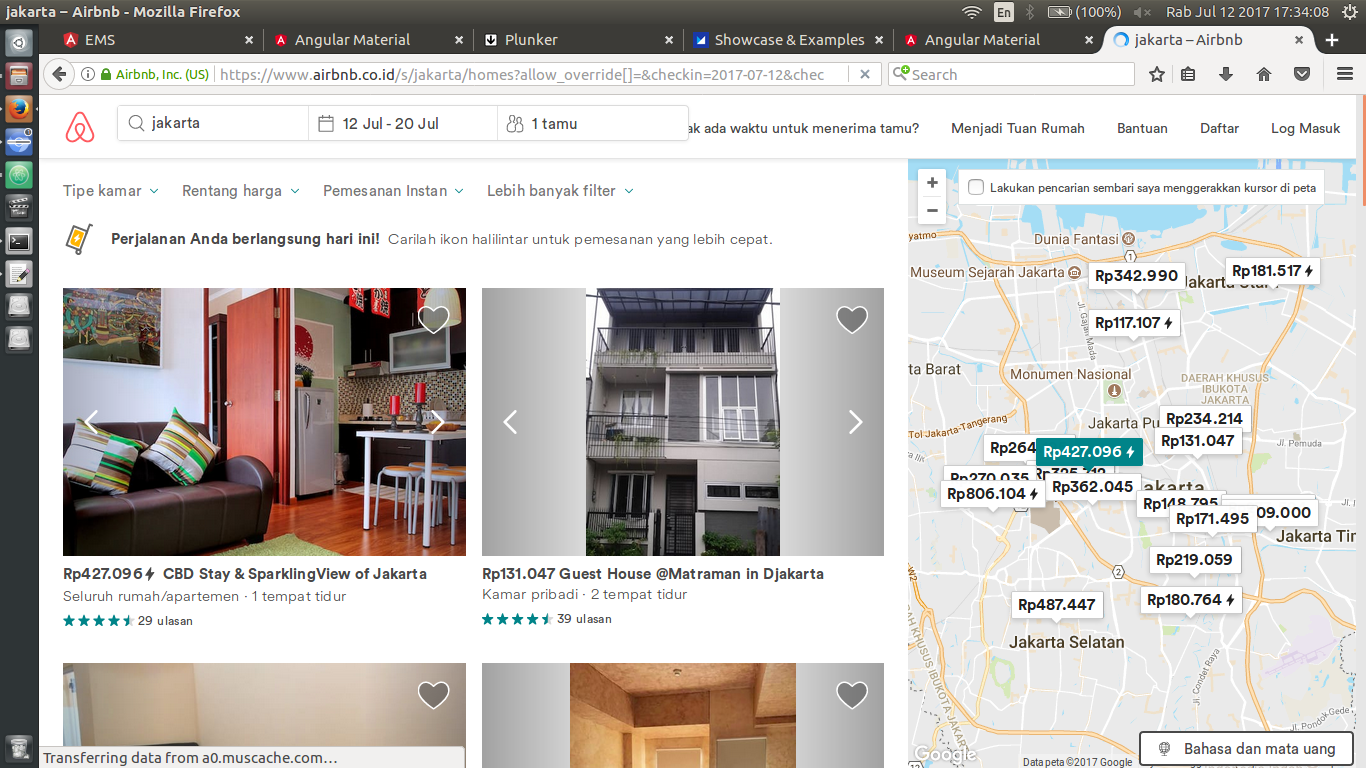 jakarta – Airbnb - Mozilla Firefox
En
(100%)
Rab Jul 12 2017 17:34:08
EMS
Angular Material
Plunker
Showcase & Examples
Angular Material
jakarta – Airbnb
Airbnb, Inc. (US)
https://www.airbnb.co.id/s/jakarta/homes?allow_override[]=&checkin=2017-07-12&chec
Search
jakarta
12 Jul - 20 Jul
1 tamu
ak ada waktu untuk menerima tamu?
Menjadi Tuan Rumah
Bantuan
Daftar
Log Masuk
Tipe kamar
Rentang harga
Pemesanan Instan
Lebih banyak filter
Perjalanan Anda berlangsung hari ini! Carilah ikon halilintar untuk pemesanan yang lebih cepat.
Rp427.096 CBD Stay & SparklingView of Jakarta
Seluruh rumah/apartemen · 1 tempat tidur
29 ulasan
Rp131.047 Guest House @Matraman in Djakarta
Kamar pribadi · 2 tempat tidur
39 ulasan
Transferring data from a0.muscache.com…
+
Lakukan pencarian sembari saya menggerakkan kursor di peta
−
yatmo
Dunia Fantasi
1
Museum Sejarah Jakarta
Rp342.990
Rp181.517
Jakarta
Rp117.107
Jl. Gajah Mada
ta Barat
Monumen Nasional
DAERAH KHUSUS
IBUKOTA
JAKARTA
Jakarta Pu
Rp234.214
Tol Jakarta-Tangerang
Rp131.047
Jl. Pemuda
Rp264
Rp427.096
Rp270.035
Rp325.712
Rp362.045
Rp806.104
Rp148.795
09.000
Rp171.495
Jakarta Tim
Rp219.059
2
W2
Rp487.447
Rp180.764
Jakarta Selatan
Jl. Condet Raya
JAKARTA
Jl. Pondok Gede
Google
Data peta ©2017 Google
Bahasa dan mata uang